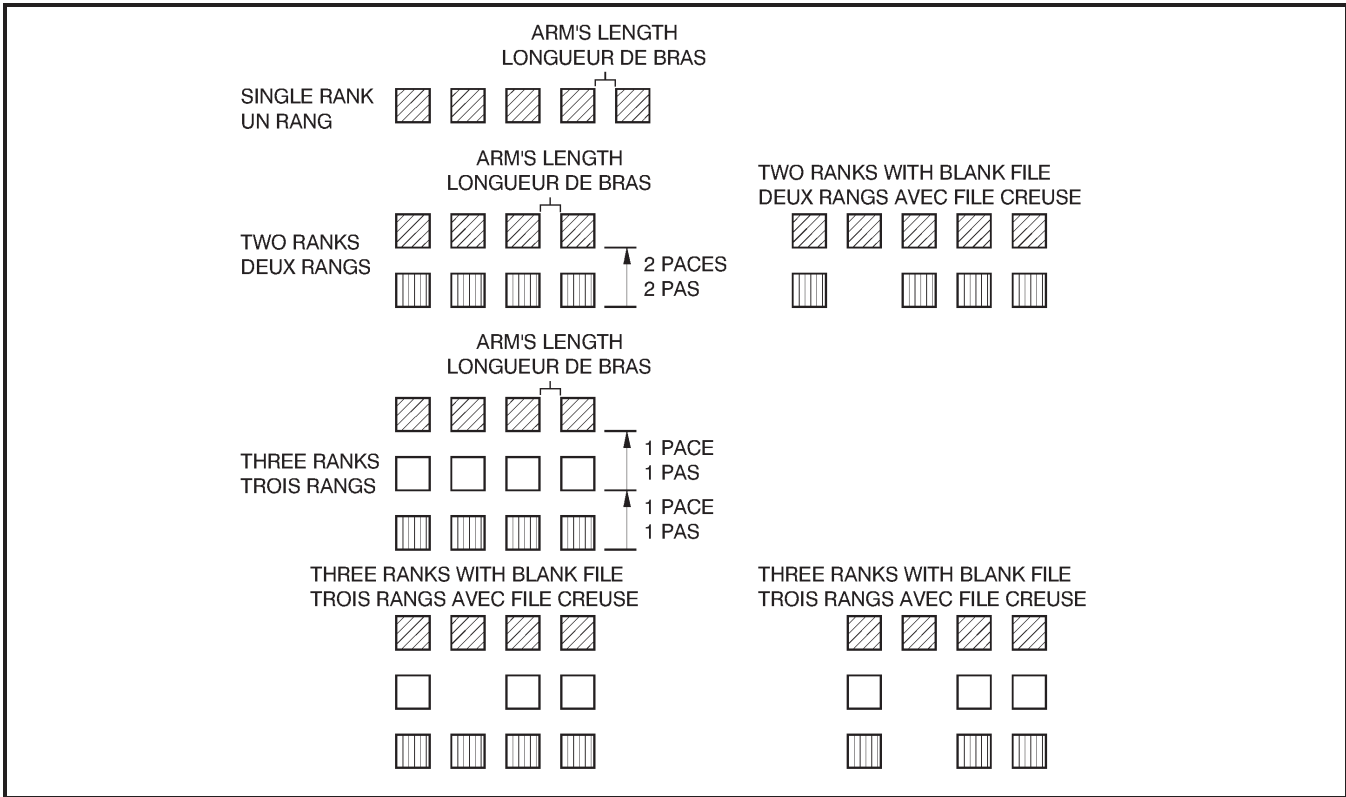 ARM'S LENGTH
LONGUEUR DE BRAS
SINGLE RANK
UN RANG
ARM'S LENGTH
LONGUEUR DE BRAS
TWO RANKS WITH BLANK FILE
DEUX RANGS AVEC FILE CREUSE
TWO RANKS
DEUX RANGS
2 PACES
2 PAS
ARM'S LENGTH
LONGUEUR DE BRAS
THREE RANKS
TROIS RANGS
1 PACE
1 PAS
1 PACE
1 PAS
THREE RANKS WITH BLANK FILE
TROIS RANGS AVEC FILE CREUSE
THREE RANKS WITH BLANK FILE
TROIS RANGS AVEC FILE CREUSE